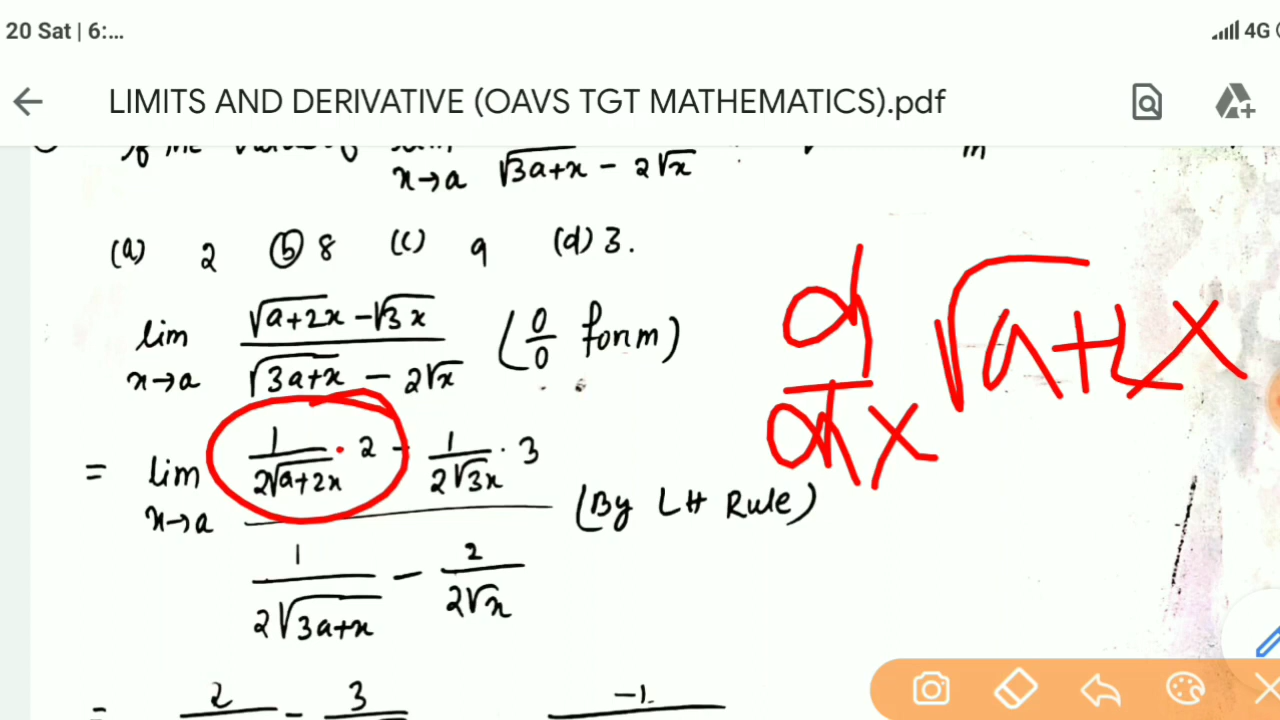 20 Sat | 6:...
4G
LIMITS AND DERIVATIVE (OAVS TGT MATHEMATICS).pdf
x→a √3a+x − 2√x
m
(a) 2 (b) 8 (c) 9 (d) 3.
lim x→a (√a+2x − √3x)/(√3a+x − 2√x) (0/0 form)
d/dx √a+2x
= lim x→a (1/(2√a+2x) · 2 − 1/(2√3x) · 3)/(1/(2√3a+x) − 2/(2√x)) (By LH Rule)
= 2 − 3 −1